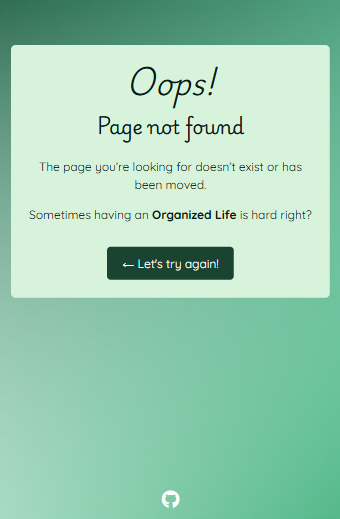 Oops!
Page not found
The page you're looking for doesn't exist or has
been moved.
Sometimes having an Organized Life is hard right?
← Let's try again!